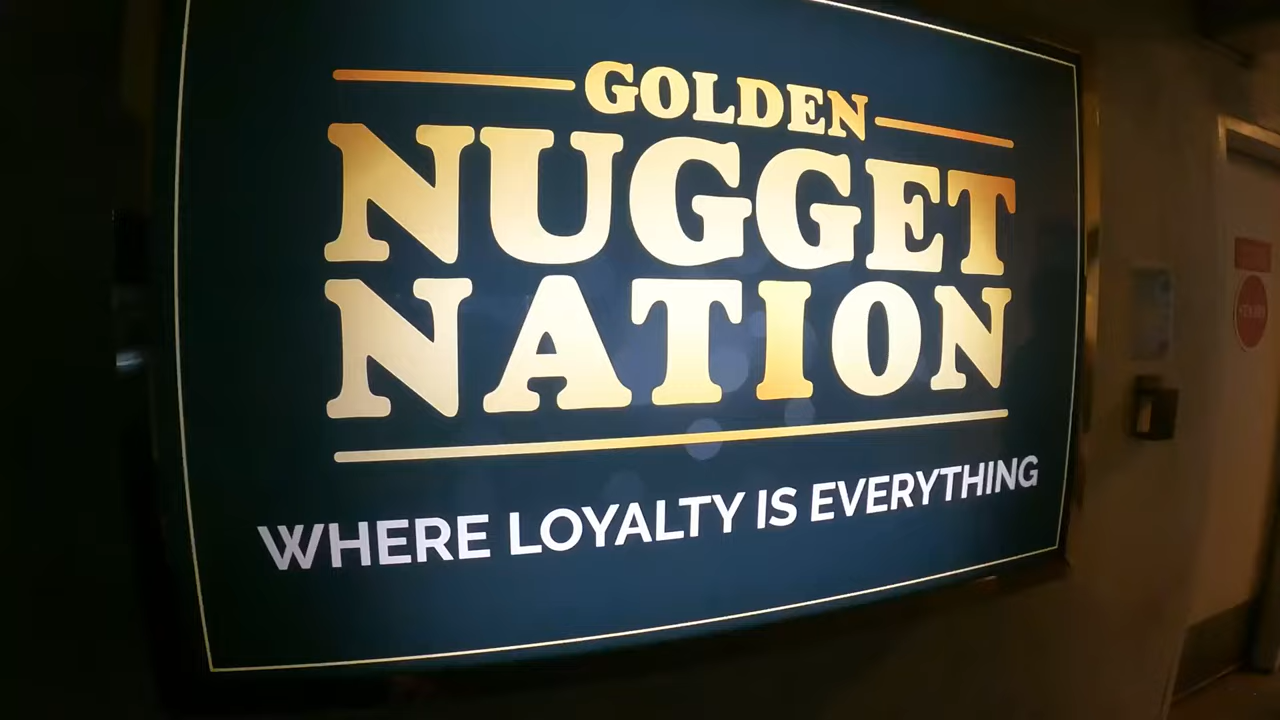 GOLDEN
NUGGET
NATION
WHERE LOYALTY IS EVERYTHING